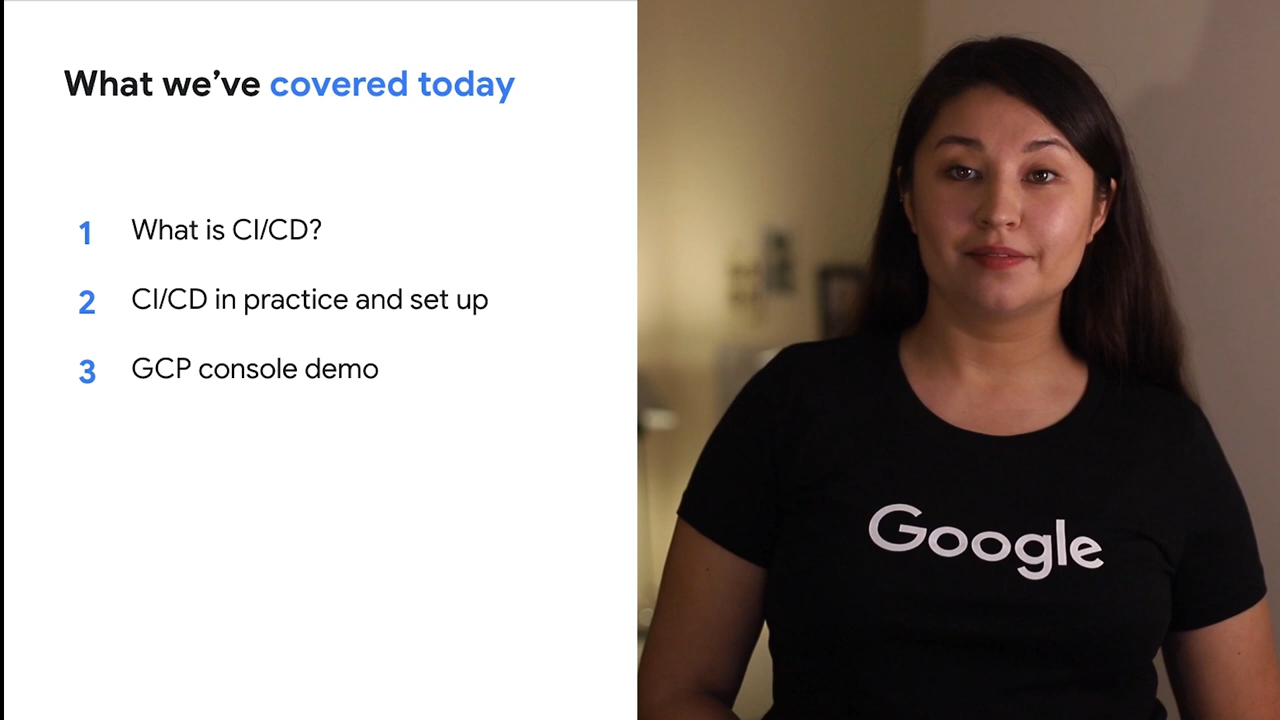 What we’ve covered today
1 What is CI/CD?
2 CI/CD in practice and set up
3 GCP console demo
Google